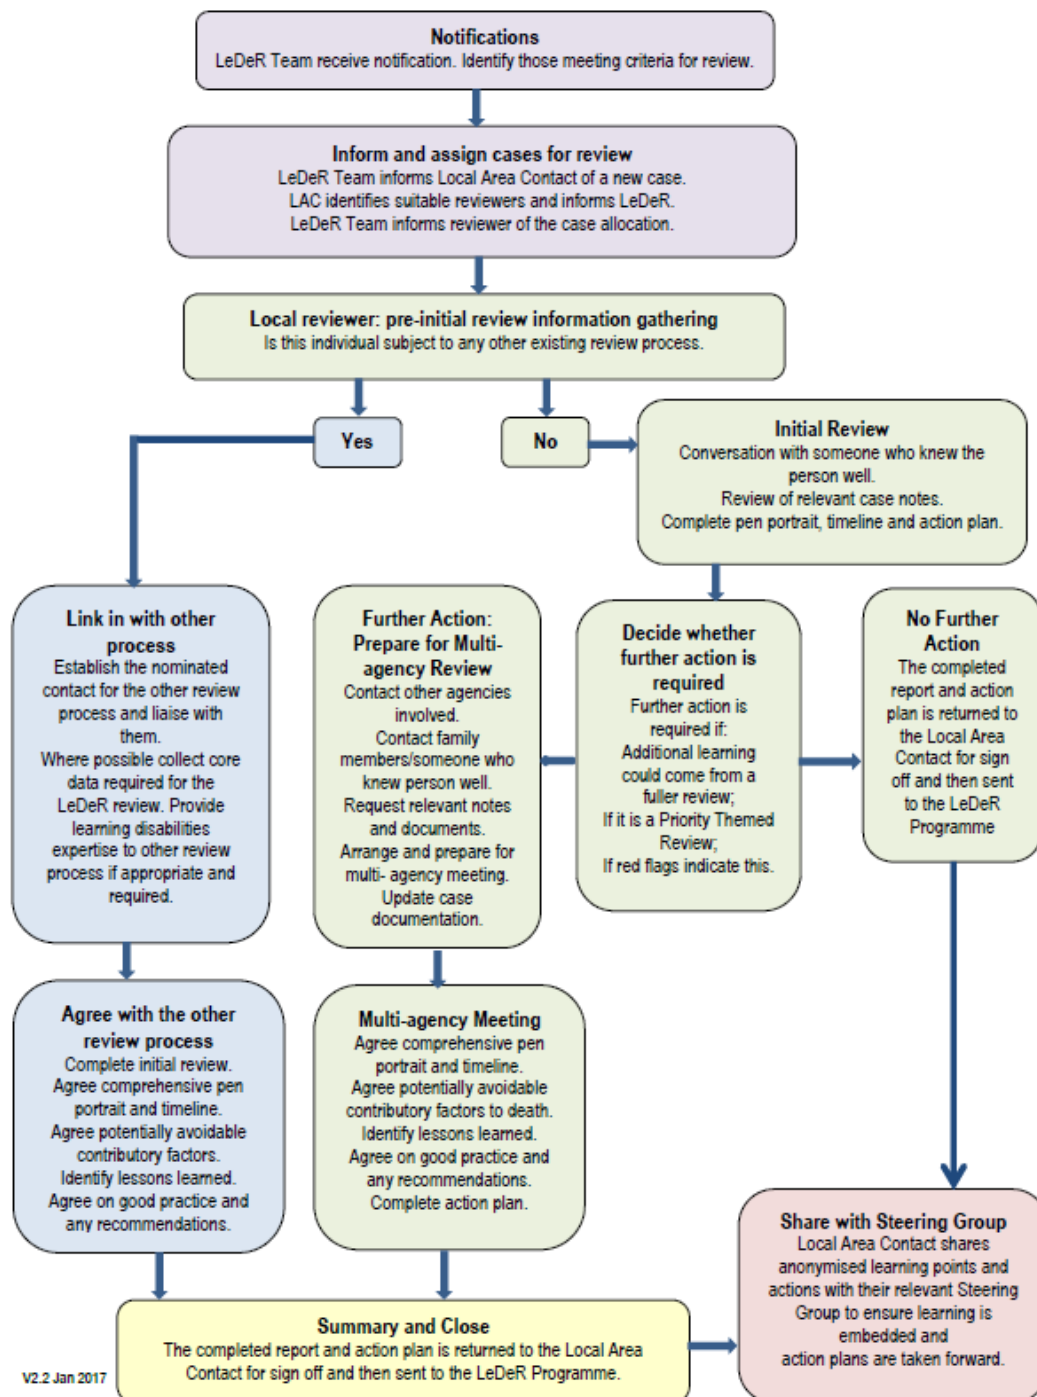 Notifications
LeDeR Team receive notification. Identify those meeting criteria for review.
Inform and assign cases for review
LeDeR Team informs Local Area Contact of a new case.
LAC identifies suitable reviewers and informs LeDeR.
LeDeR Team informs reviewer of the case allocation.
Local reviewer: pre-initial review information gathering
Is this individual subject to any other existing review process.
Yes
No
Initial Review
Conversation with someone who knew the
person well.
Review of relevant case notes.
Complete pen portrait, timeline and action plan.
Link in with other
process
Establish the nominated
contact for the other review
process and liaise with
them.
Where possible collect core
data required for the
LeDeR review. Provide
learning disabilities
expertise to other review
process if appropriate and
required.
Further Action:
Prepare for Multi-
agency Review
Contact other agencies
involved.
Contact family
members/someone who
knew person well.
Request relevant notes
and documents.
Arrange and prepare for
multi- agency meeting.
Update case
documentation.
Decide whether
further action is
required
Further action is
required if:
Additional learning
could come from a
fuller review;
If it is a Priority Themed
Review;
If red flags indicate this.
No Further
Action
The completed
report and action
plan is returned to
the Local Area
Contact for sign
off and then sent
to the LeDeR
Programme
Agree with the other
review process
Complete initial review.
Agree comprehensive pen
portrait and timeline.
Agree potentially avoidable
contributory factors.
Identify lessons learned.
Agree on good practice and
any recommendations.
Multi-agency Meeting
Agree comprehensive pen
portrait and timeline.
Agree potentially avoidable
contributory factors to death.
Identify lessons learned.
Agree on good practice and
any recommendations.
Complete action plan.
Share with Steering Group
Local Area Contact shares
anonymised learning points and
actions with their relevant Steering
Group to ensure learning is
embedded and
action plans are taken forward.
Summary and Close
The completed report and action plan is returned to the Local Area
Contact for sign off and then sent to the LeDeR Programme.
V2.2 Jan 2017